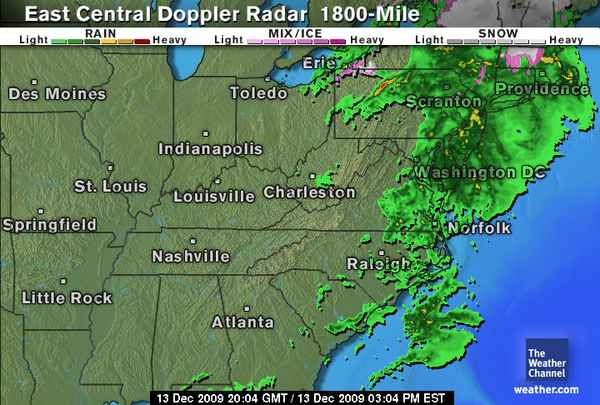 East Central Doppler Radar 1800-Mile
Light RAIN Heavy Light MIX/ICE Heavy Light SNOW Heavy
Erie
Des Moines
Toledo
Scranton
Providence
Indianapolis
St. Louis
Louisville
Charleston
Washington DC
Springfield
Norfolk
Nashville
Raleigh
Little Rock
Atlanta
The
Weather
Channel
weather.com
13 Dec 2009 20:04 GMT / 13 Dec 2009 03:04 PM EST